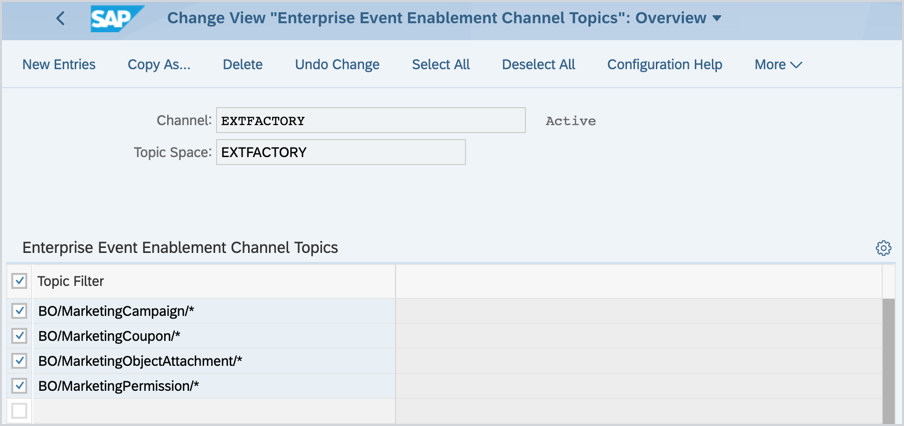 SAP Change View "Enterprise Event Enablement Channel Topics": Overview
New Entries Copy As... Delete Undo Change Select All Deselect All Configuration Help More
Channel: EXTFACTORY Active
Topic Space: EXTFACTORY
Enterprise Event Enablement Channel Topics
Topic Filter
BO/MarketingCampaign/*
BO/MarketingCoupon/*
BO/MarketingObjectAttachment/*
BO/MarketingPermission/*